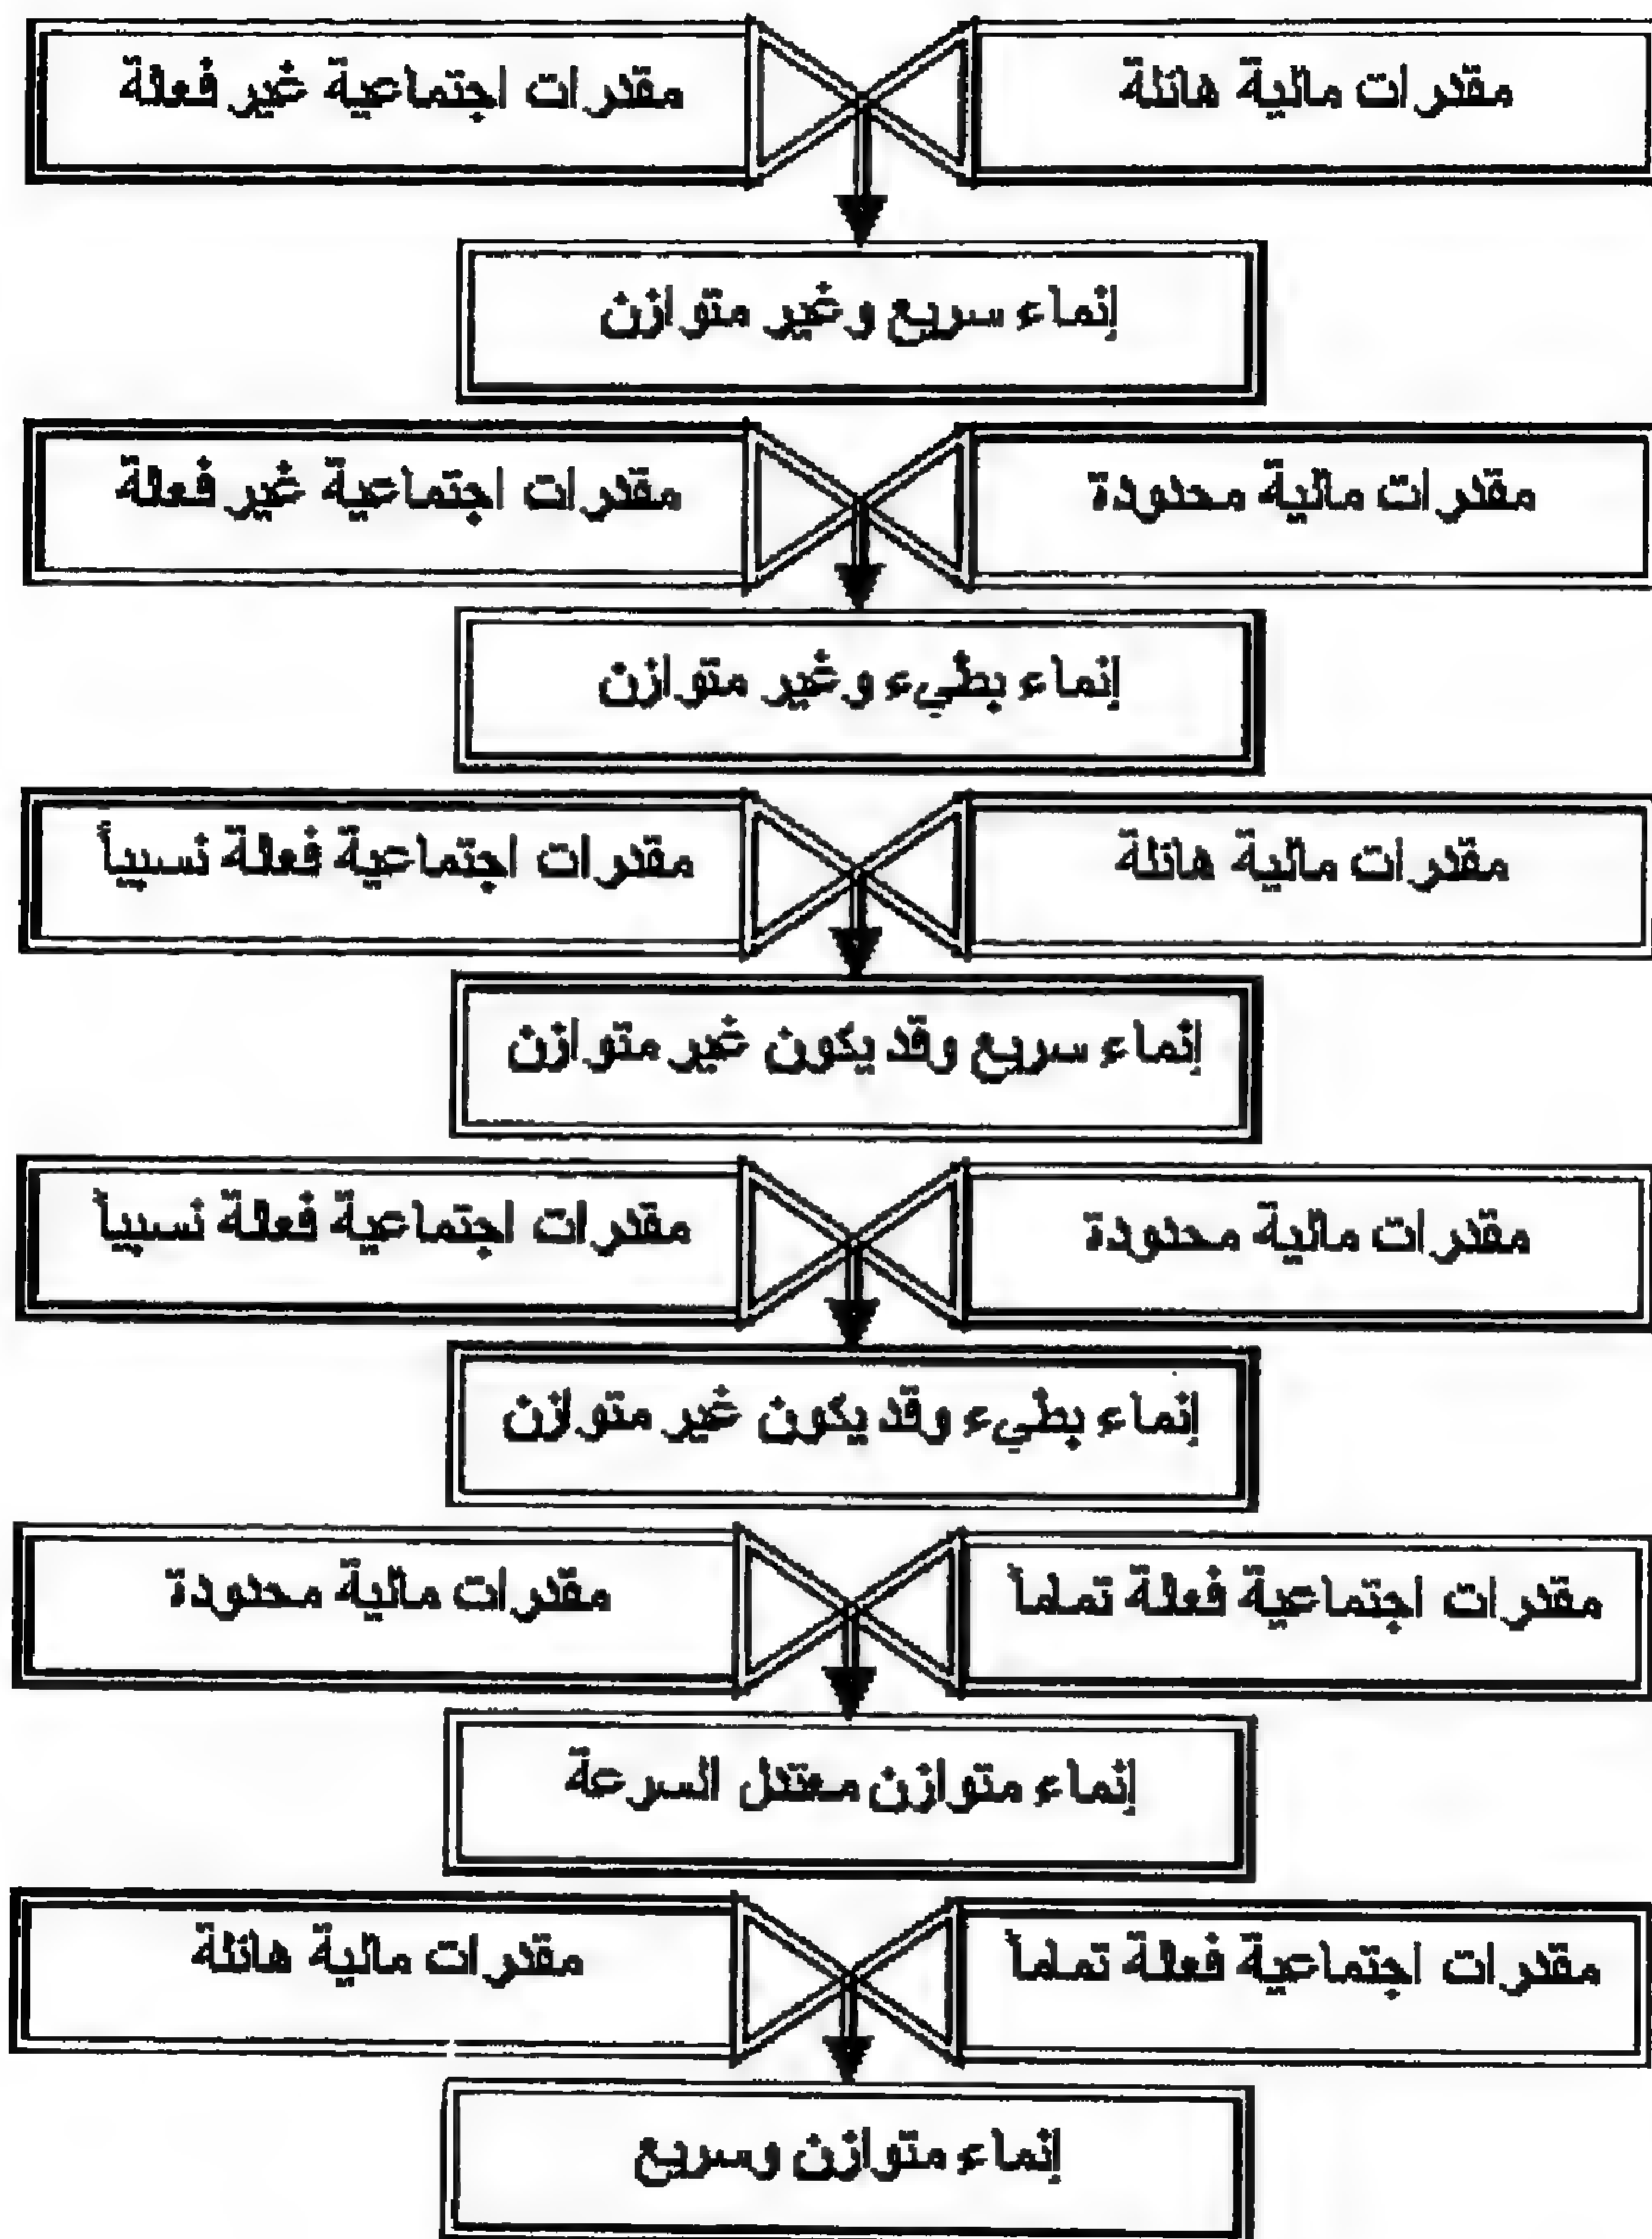 مقدرات مالية هائلة
مقدرات اجتماعية غير فعالة
إنماء سريع وغير متوازن
مقدرات مالية محدودة
مقدرات اجتماعية غير فعالة
إنماء بطيء وغير متوازن
مقدرات مالية هائلة
مقدرات اجتماعية فعالة نسبياً
إنماء سريع وقد يكون غير متوازن
مقدرات مالية محدودة
مقدرات اجتماعية فعالة نسبياً
إنماء بطيء وقد يكون غير متوازن
مقدرات اجتماعية فعالة تماماً
مقدرات مالية محدودة
إنماء متوازن معتدل السرعة
مقدرات اجتماعية فعالة تماماً
مقدرات مالية هائلة
إنماء متوازن وسريع